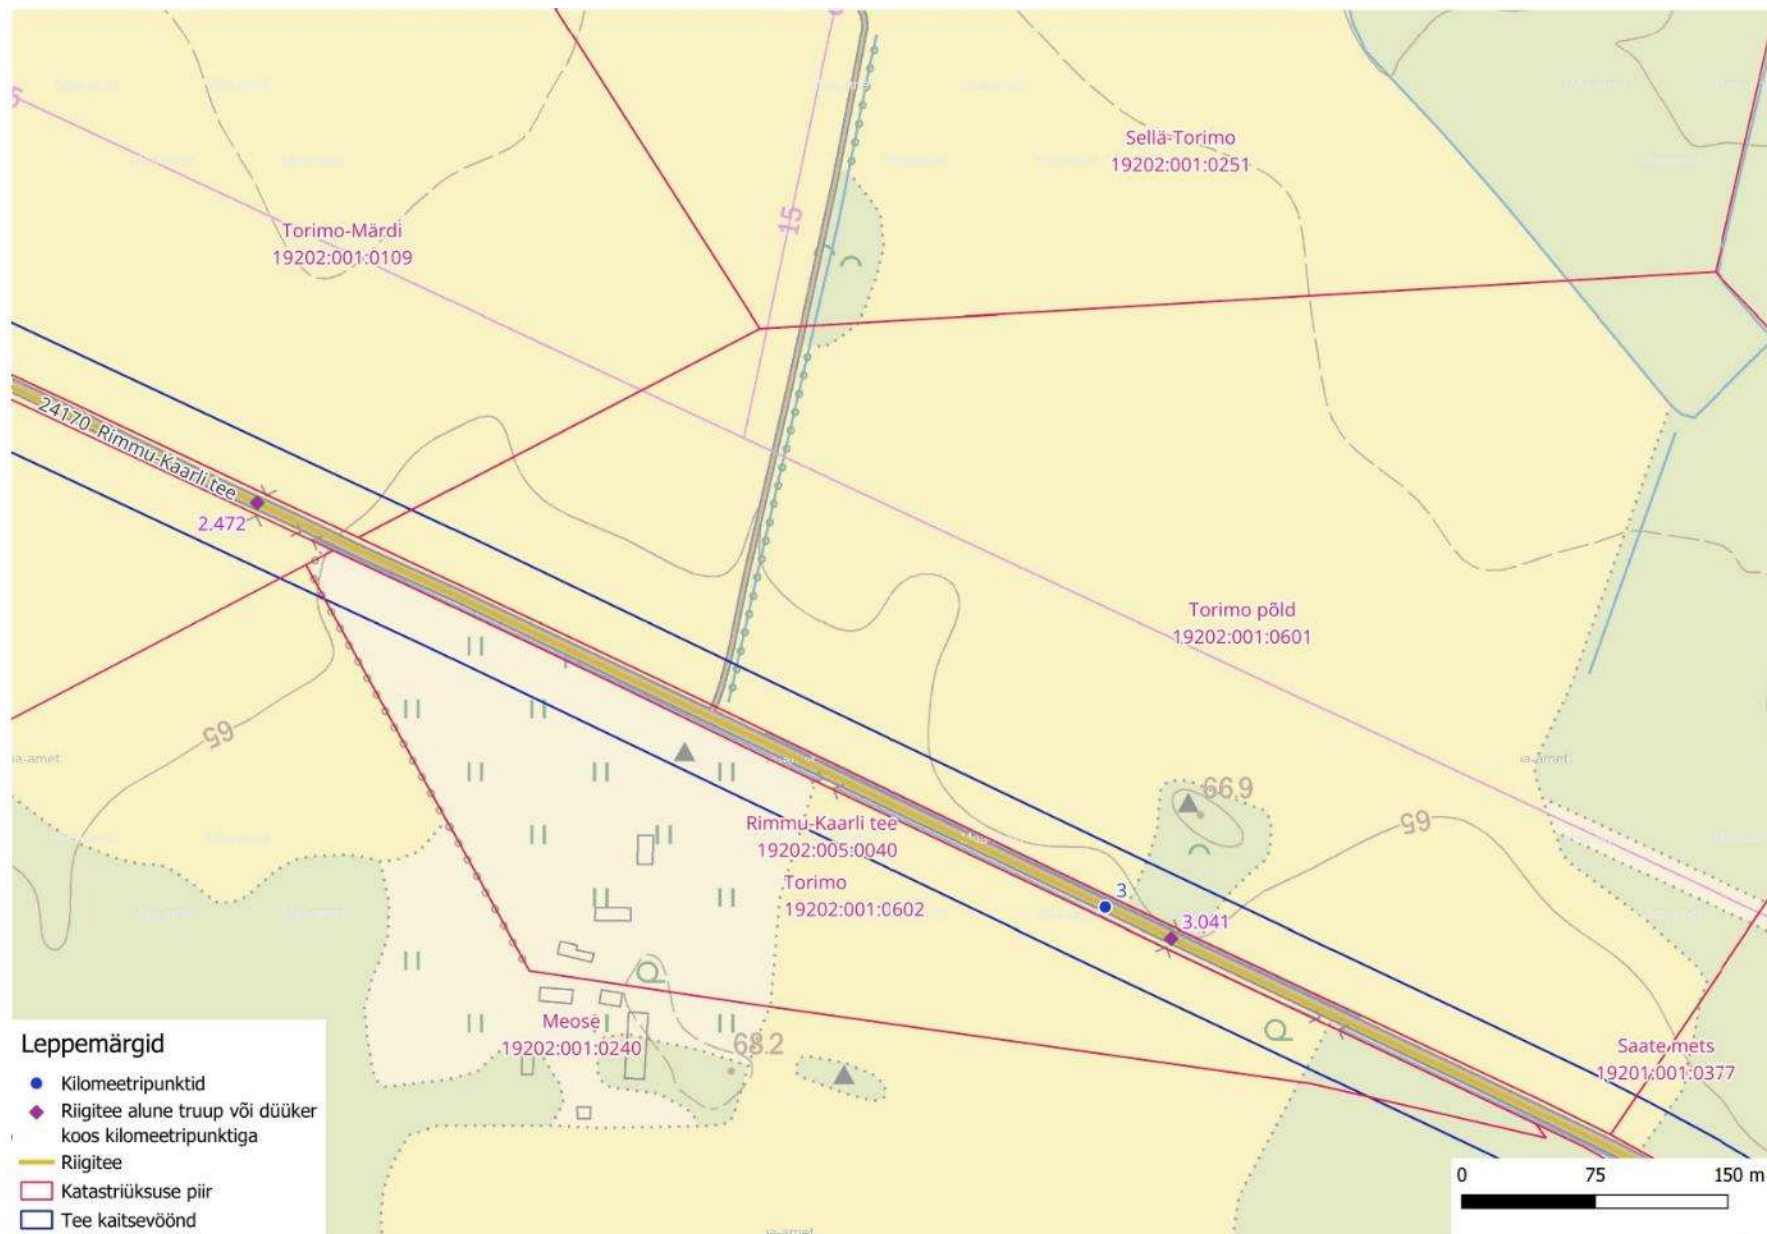 Sellä-Torimo
19202:001:0251
15
Torimo-Märdi
19202:001:0109
24170 Rimmu-Kaarli tee
2.472
Torimo põld
19202:001:0601
65
66.9
65
Rimmu-Kaarli tee
19202:005:0040
Torimo
19202:001:0602
3
3.041
Meose
19202:001:0240
68.2
Saate mets
19201:001:0377
Leppemärgid
Kilomeetripunktid
Riigitee alune truup või düüker
koos kilomeetripunktiga
Riigitee
Katastriüksuse piir
Tee kaitsevöönd
0 75 150 m